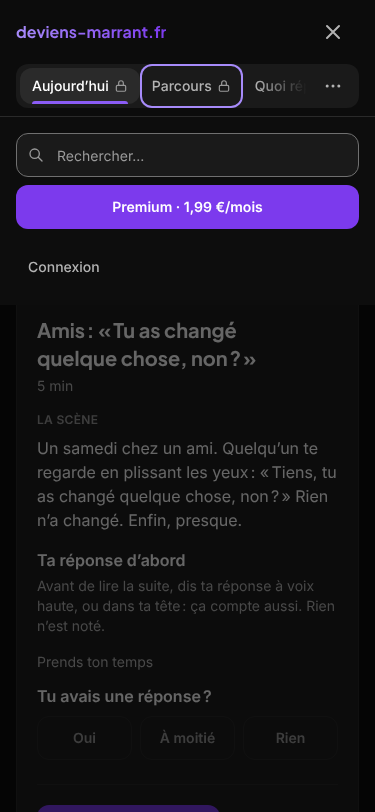 deviens-marrant.fr
Aujourd’hui
Parcours
Quoi
Rechercher...
Premium · 1,99 €/mois
Connexion
Amis : « Tu as changé
quelque chose, non ? »
5 min
LA SCÈNE
Un samedi chez un ami. Quelqu’un te
regarde en plissant les yeux : « Tiens, tu
as changé quelque chose, non ? » Rien
n’a changé. Enfin, presque.
Ta réponse d’abord
Avant de lire la suite, dis ta réponse à voix
haute, ou dans ta tête : ça compte aussi. Rien
n’est noté.
Prends ton temps
Tu avais une réponse ?
Oui
À moitié
Rien